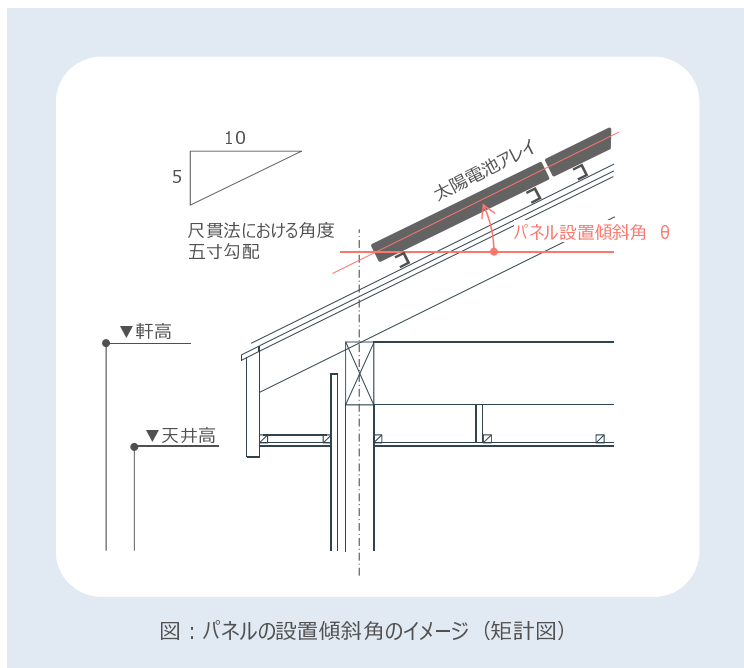 10
5
尺貫法における角度
五寸勾配
太陽電池アレイ
パネル設置傾斜角 θ
▼軒高
▼天井高
図：パネルの設置傾斜角のイメージ（矩計図）